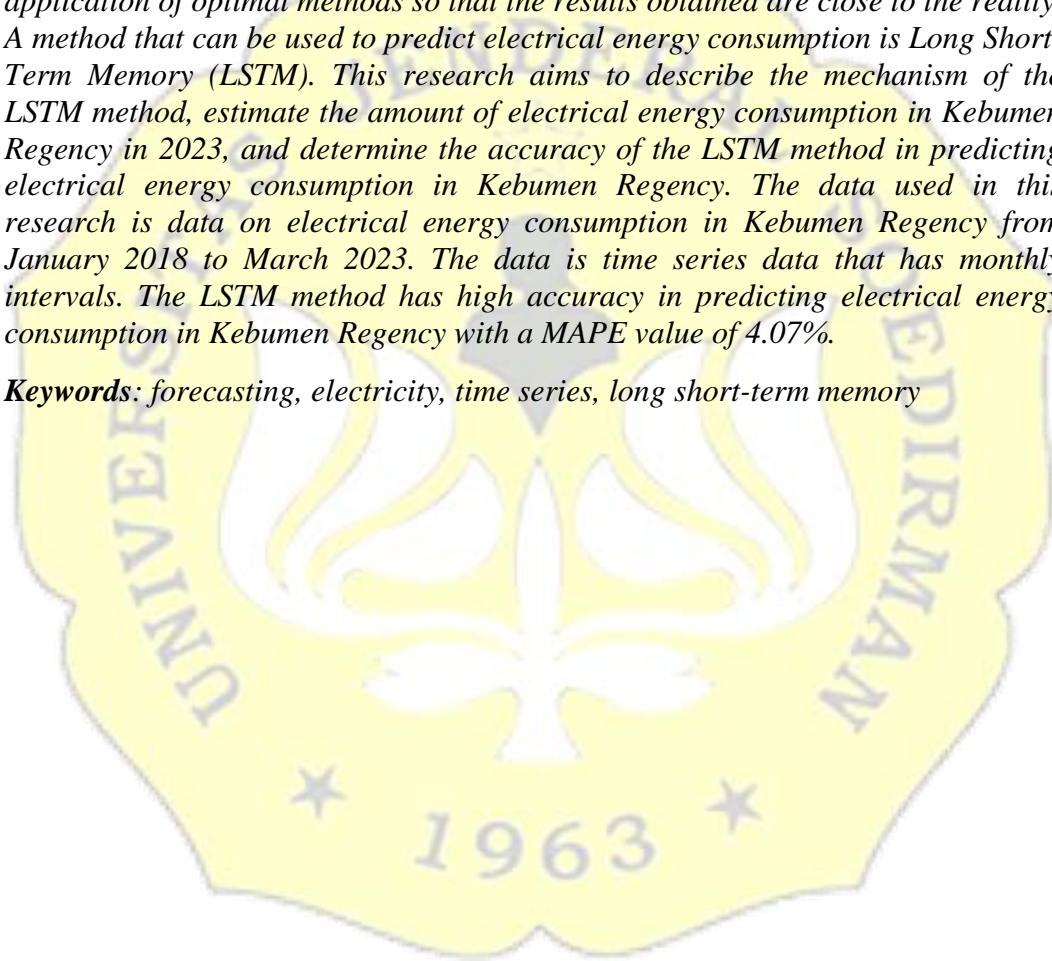 application of optimal methods so that the results obtained are close to the reality
A method that can be used to predict electrical energy consumption is Long Short
Term Memory (LSTM). This research aims to describe the mechanism of the
LSTM method, estimate the amount of electrical energy consumption in Kebumen
Regency in 2023, and determine the accuracy of the LSTM method in predicting
electrical energy consumption in Kebumen Regency. The data used in this
research is data on electrical energy consumption in Kebumen Regency from
January 2018 to March 2023. The data is time series data that has monthly
intervals. The LSTM method has high accuracy in predicting electrical energy
consumption in Kebumen Regency with a MAPE value of 4.07%.
Keywords: forecasting, electricity, time series, long short-term memory
UNIVERSITAS JENDERAL SOEDIRMAN
1963